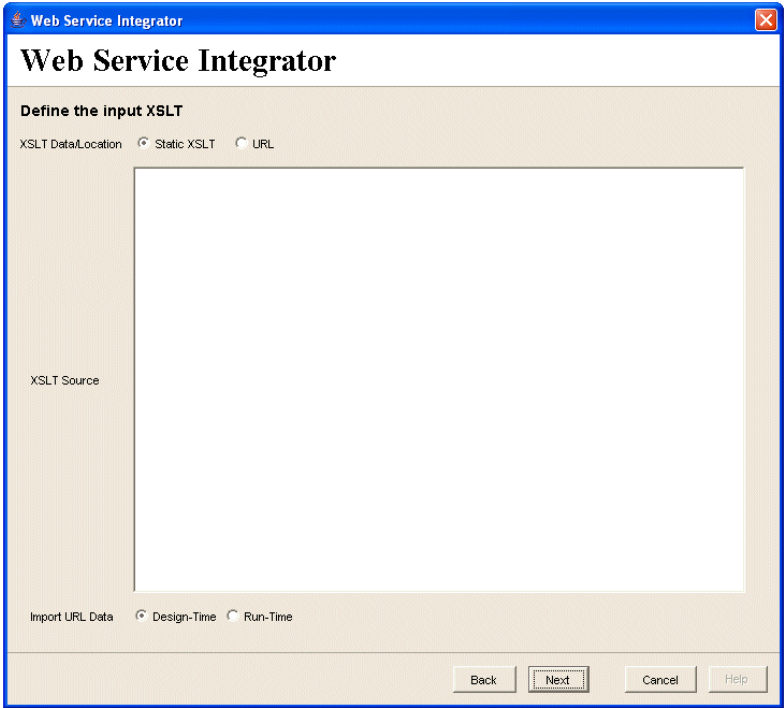 Web Service Integrator
Web Service Integrator
Define the input XSLT
XSLT Data/Location Static XSLT URL
XSLT Source
Import URL Data Design-Time Run-Time
Back Next Cancel Help